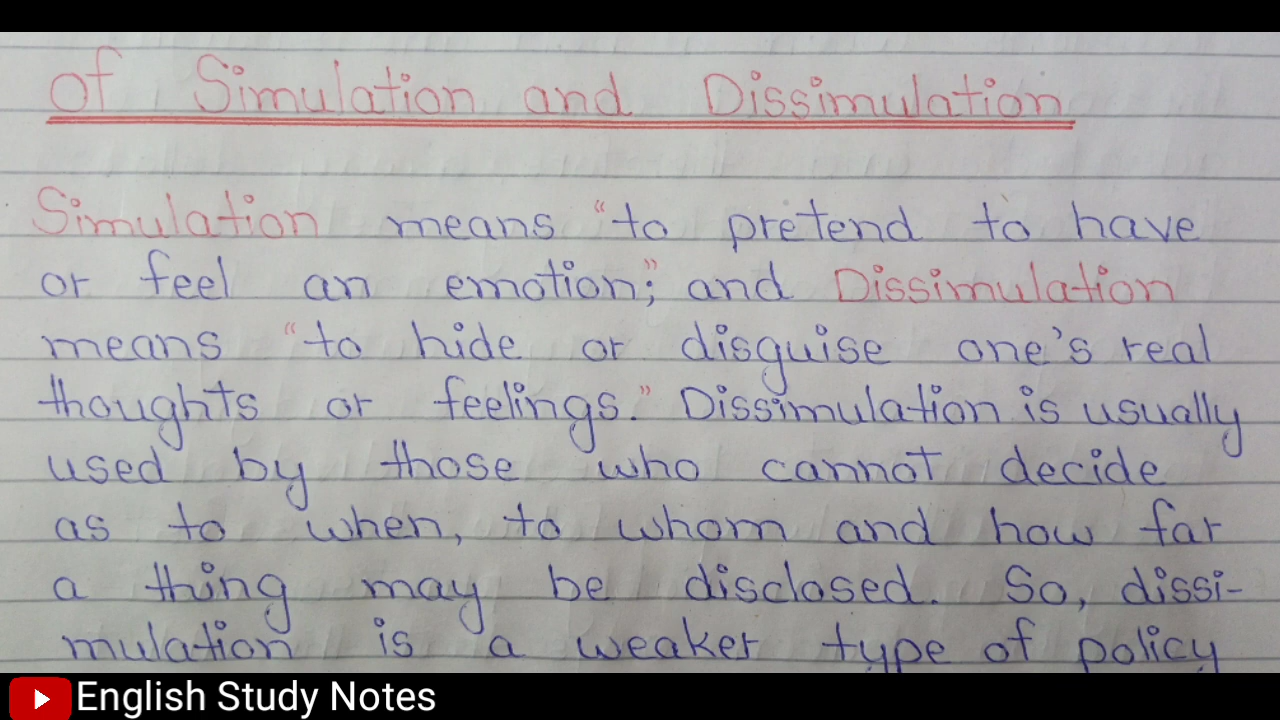 Of Simulation and Dissimulation
Simulation means "to pretend to have
or feel an emotion;" and Dissimulation
means "to hide or disguise one's real
thoughts or feelings." Dissimulation is usually
used by those who cannot decide
as to when, to whom and how far
a thing may be disclosed. So, dissi-
mulation is a weaker type of policy
English Study Notes